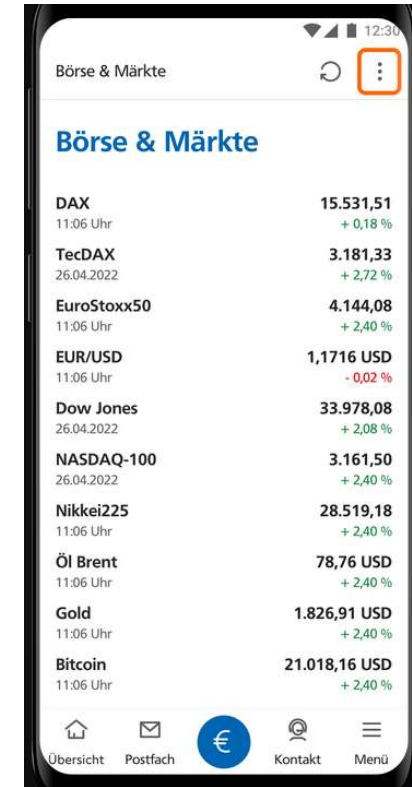 12:30
Börse & Märkte
Börse & Märkte
DAX 15.531,51
11:06 Uhr + 0,18 %
TecDAX 3.181,33
26.04.2022 + 2,72 %
EuroStoxx50 4.144,08
11:06 Uhr + 2,40 %
EUR/USD 1,1716 USD
11:06 Uhr - 0,02 %
Dow Jones 33.978,08
26.04.2022 + 2,08 %
NASDAQ-100 3.161,50
26.04.2022 + 2,40 %
Nikkei225 28.519,18
11:06 Uhr + 2,40 %
Öl Brent 78,76 USD
11:06 Uhr + 2,40 %
Gold 1.826,91 USD
11:06 Uhr + 2,40 %
Bitcoin 21.018,16 USD
11:06 Uhr + 2,40 %
€
Übersicht Postfach Kontakt Menü